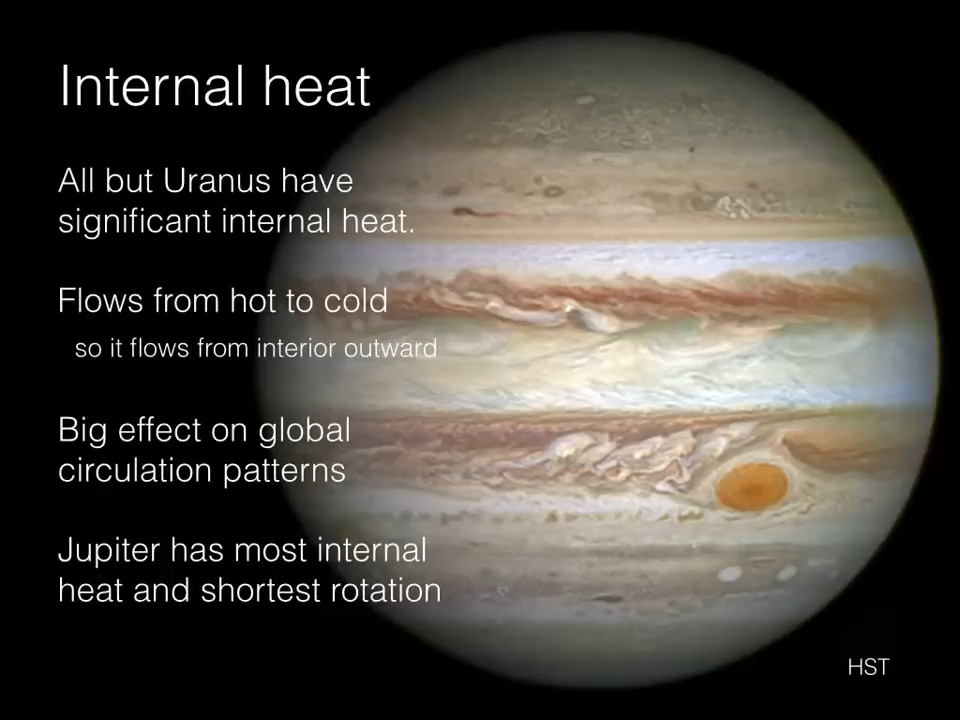 Internal heat
All but Uranus have
significant internal heat.
Flows from hot to cold
so it flows from interior outward
Big effect on global
circulation patterns
Jupiter has most internal
heat and shortest rotation
HST